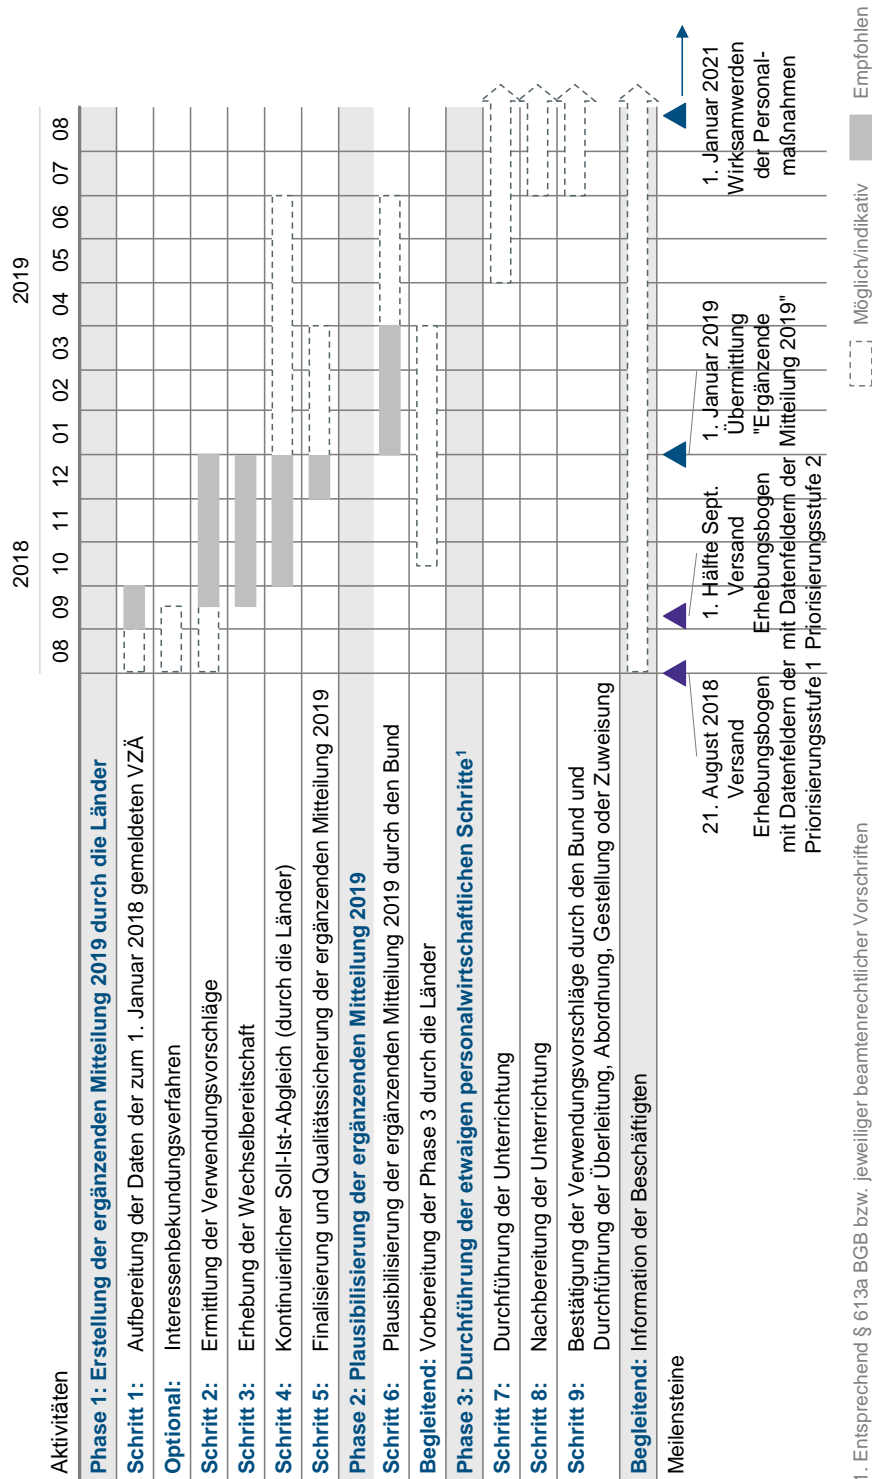 2018
2019
Aktivitäten
08
09
10
11
12
01
02
03
04
05
06
07
08
Phase 1: Erstellung der ergänzenden Mitteilung 2019 durch die Länder
Schritt 1: Aufbereitung der Daten der zum 1. Januar 2018 gemeldeten VZÄ
Optional: Interessenbekundungsverfahren
Schritt 2: Ermittlung der Verwendungsvorschläge
Schritt 3: Erhebung der Wechselbereitschaft
Schritt 4: Kontinuierlicher Soll-Ist-Abgleich (durch die Länder)
Schritt 5: Finalisierung und Qualitätssicherung der ergänzenden Mitteilung 2019
Phase 2: Plausibilisierung der ergänzenden Mitteilung 2019
Schritt 6: Plausibilisierung der ergänzenden Mitteilung 2019 durch den Bund
Begleitend: Vorbereitung der Phase 3 durch die Länder
Phase 3: Durchführung der etwaigen personalwirtschaftlichen Schritte¹
Schritt 7: Durchführung der Unterrichtung
Schritt 8: Nachbereitung der Unterrichtung
Schritt 9: Bestätigung der Verwendungsvorschläge durch den Bund und
Durchführung der Überleitung, Abordnung, Gestellung oder Zuweisung
Begleitend: Information der Beschäftigten
Meilensteine
21. August 2018
Versand
Erhebungsbogen
mit Datenfeldern der
Priorisierungsstufe 1
1. Hälfte Sept.
Versand
Erhebungsbogen
mit Datenfeldern der
Priorisierungsstufe 2
1. Januar 2019
Übermittlung
"Ergänzende
Mitteilung 2019"
1. Januar 2021
Wirksamwerden
der Personal-
maßnahmen
Möglich/indikativ
Empfohlen
1. Entsprechend § 613a BGB bzw. jeweiliger beamtenrechtlicher Vorschriften